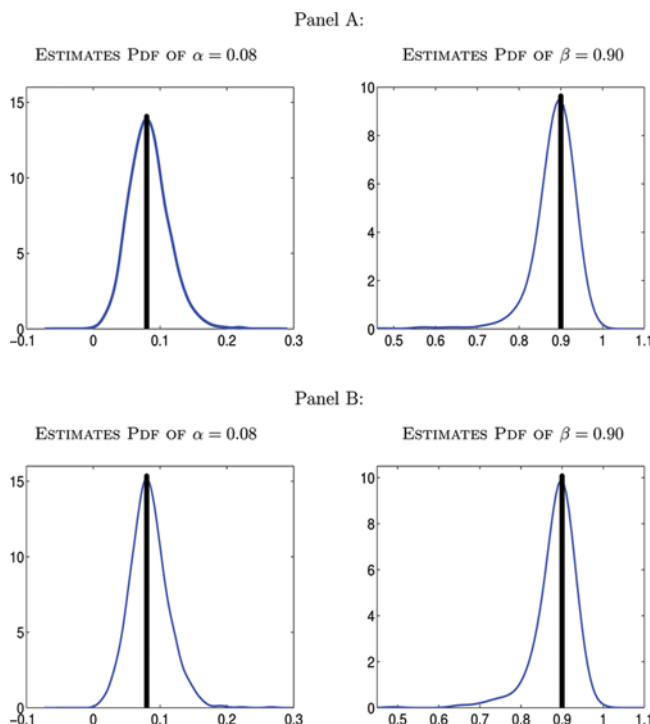 Panel A:
ESTIMATES PDF OF α = 0.08
ESTIMATES PDF OF β = 0.90
15
10
5
0
−0.1 0 0.1 0.2 0.3
10
8
6
4
2
0
0.5 0.6 0.7 0.8 0.9 1 1.1
Panel B:
ESTIMATES PDF OF α = 0.08
ESTIMATES PDF OF β = 0.90
15
10
5
0
−0.1 0 0.1 0.2 0.3
10
8
6
4
2
0
0.5 0.6 0.7 0.8 0.9 1 1.1